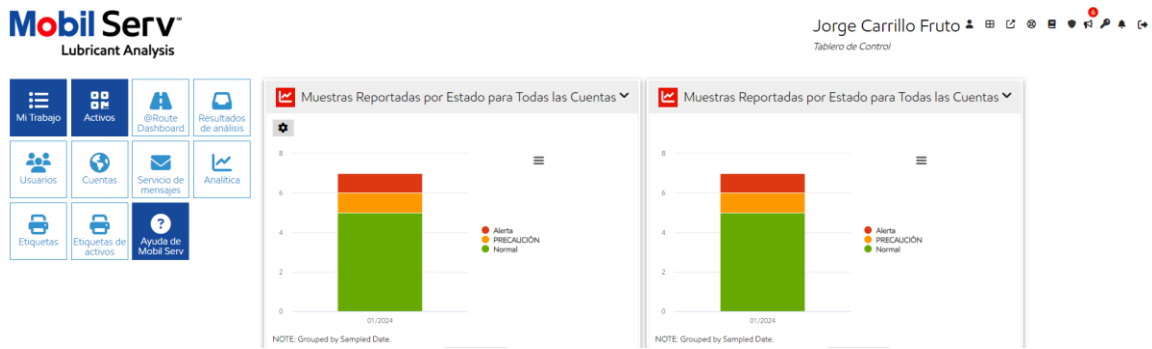 Mobil Serv℠
Lubricant Analysis
Jorge Carrillo Fruto
6
Tablero de Control
Mi Trabajo
Activos
@Route
Dashboard
Resultados
de análisis
Usuarios
Cuentas
Servicio de
mensajes
Analítica
Etiquetas
Etiquetas de
activos
?
Ayuda de
Mobil Serv
Muestras Reportadas por Estado para Todas las Cuentas
8
6
4
2
0
01/2024
Alerta
PRECAUCIÓN
Normal
NOTE: Grouped by Sampled Date.
Muestras Reportadas por Estado para Todas las Cuentas
8
6
4
2
0
01/2024
Alerta
PRECAUCIÓN
Normal
NOTE: Grouped by Sampled Date.